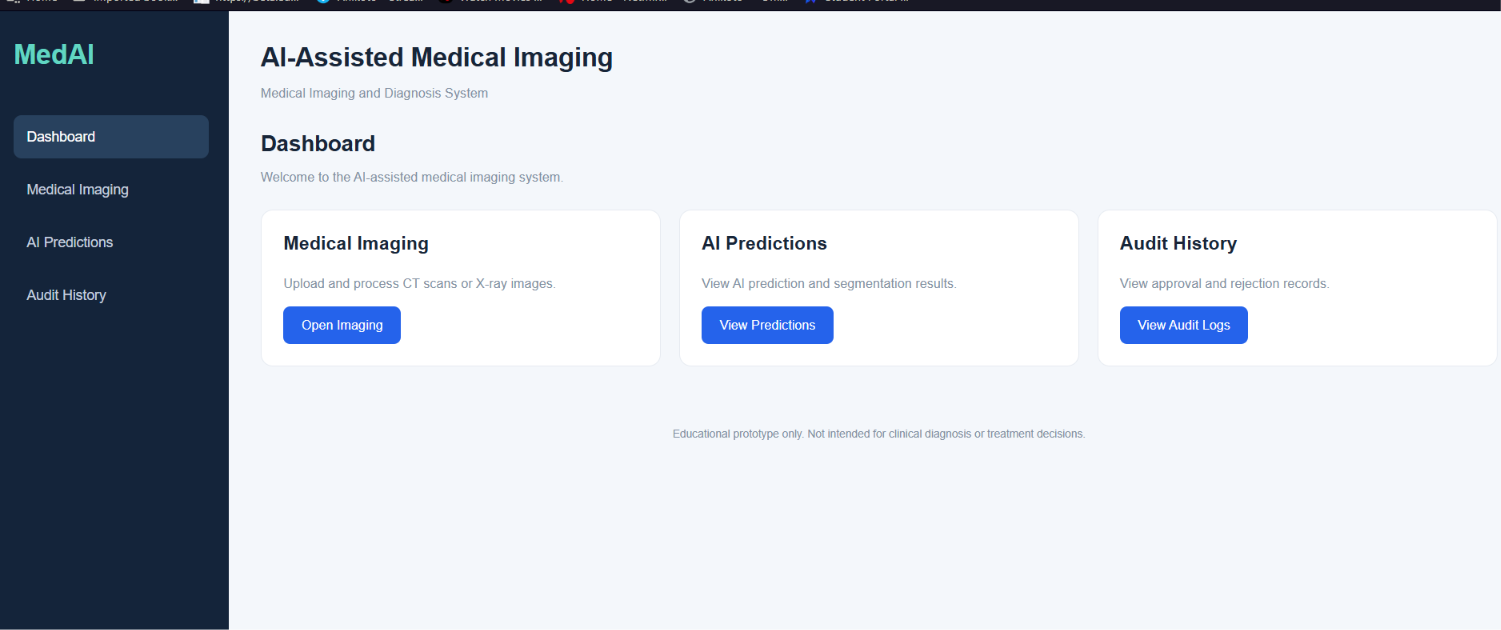 MedAI
Dashboard
Medical Imaging
AI Predictions
Audit History
AI-Assisted Medical Imaging
Medical Imaging and Diagnosis System
Dashboard
Welcome to the AI-assisted medical imaging system.
Medical Imaging
Upload and process CT scans or X-ray images.
Open Imaging
AI Predictions
View AI prediction and segmentation results.
View Predictions
Audit History
View approval and rejection records.
View Audit Logs
Educational prototype only. Not intended for clinical diagnosis or treatment decisions.